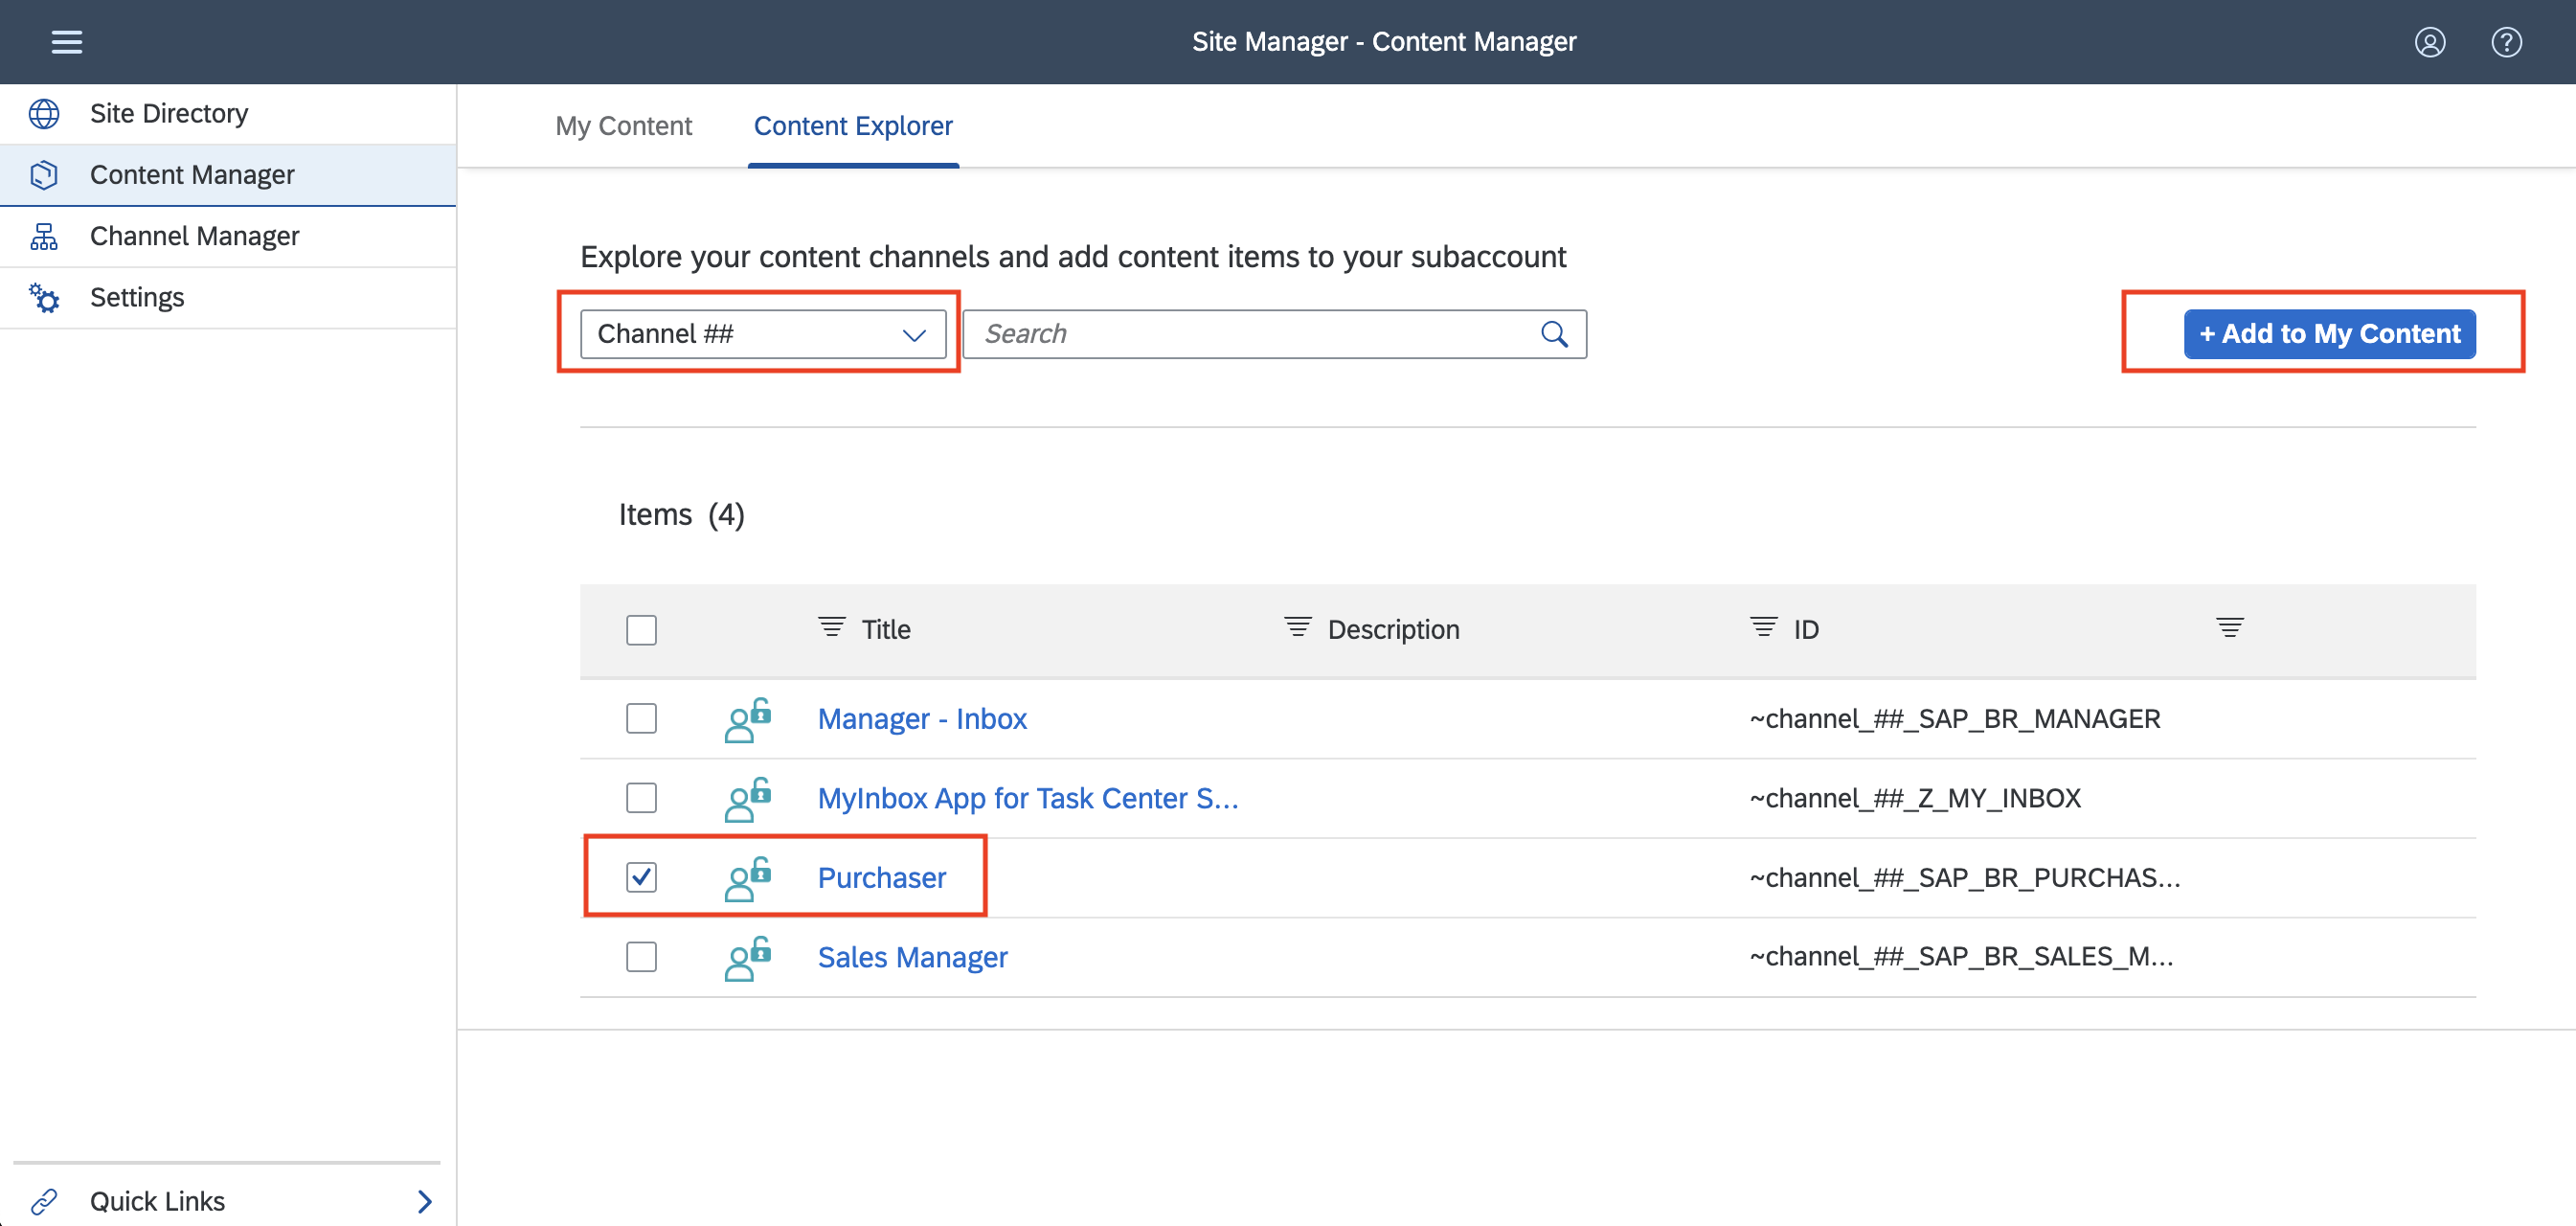 Site Manager - Content Manager
Site Directory
Content Manager
Channel Manager
Settings
My Content
Content Explorer
Explore your content channels and add content items to your subaccount
Channel ##
Search
+ Add to My Content
Items (4)
Title
Description
ID
Manager - Inbox
~channel_##_SAP_BR_MANAGER
MyInbox App for Task Center S...
~channel_##_Z_MY_INBOX
Purchaser
~channel_##_SAP_BR_PURCHAS...
Sales Manager
~channel_##_SAP_BR_SALES_M...
Quick Links